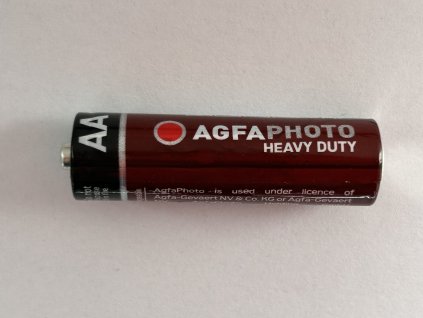 AA
AGFAPHOTO
HEAVY DUTY
AgfaPhoto is used under licence of
Agfa-Gevaert NV & Co. KG or Agfa-Gevaert